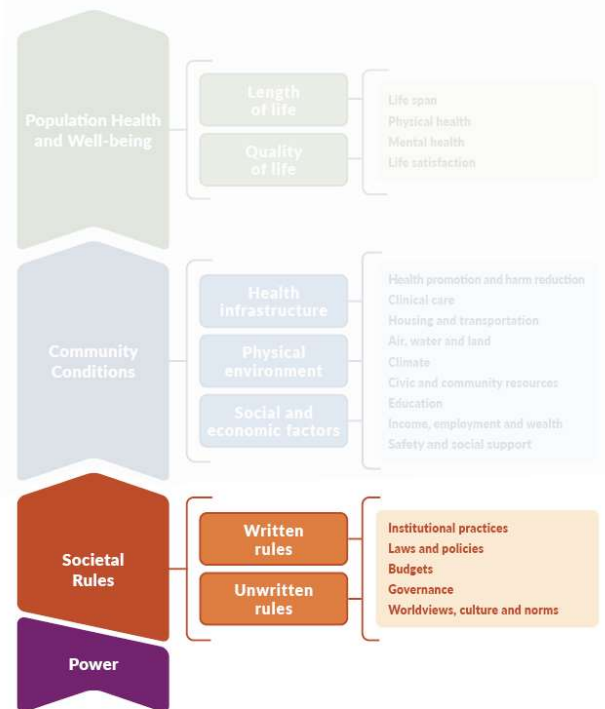 Population Health
and Well-being
Length
of life
Quality
of life
Life span
Physical health
Mental health
Life satisfaction
Community
Conditions
Health
infrastructure
Physical
environment
Social and
economic factors
Health promotion and harm reduction
Clinical care
Housing and transportation
Air, water and land
Climate
Civic and community resources
Education
Income, employment and wealth
Safety and social support
Societal
Rules
Written
rules
Unwritten
rules
Institutional practices
Laws and policies
Budgets
Governance
Worldviews, culture and norms
Power